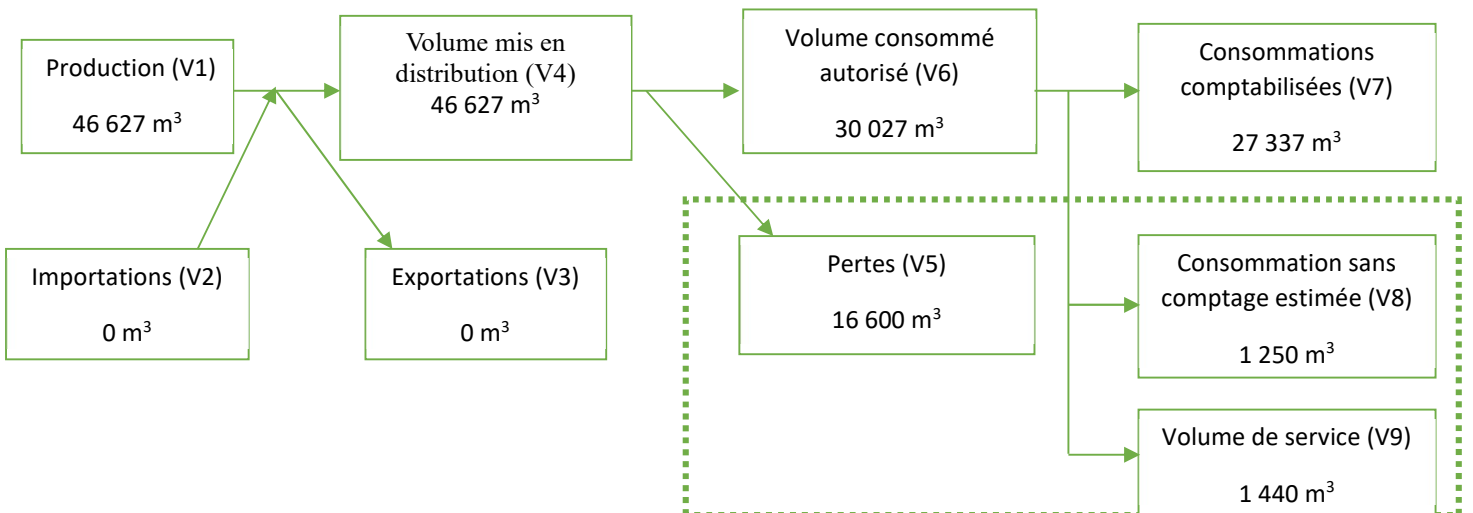 Production (V1)
46 627 m³
Volume mis en
distribution (V4)
46 627 m³
Volume consommé
autorisé (V6)
30 027 m³
Consommations
comptabilisées (V7)
27 337 m³
Importations (V2)
0 m³
Exportations (V3)
0 m³
Pertes (V5)
16 600 m³
Consommation sans
comptage estimée (V8)
1 250 m³
Volume de service (V9)
1 440 m³